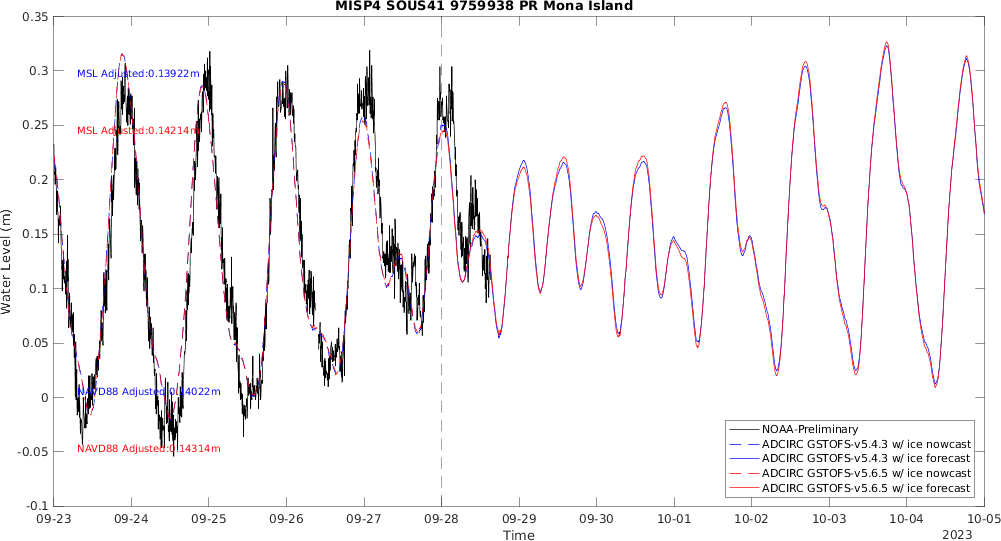 MISP4 SOUS41 9759938 PR Mona Island
0.35
0.3
0.25
0.2
0.15
0.1
0.05
0
-0.05
-0.1
Water Level (m)
MSL Adjusted:0.13922m
MSL Adjusted:0.14214m
NAVD88 Adjusted:0.14022m
NAVD88 Adjusted:0.14314m
NOAA-Preliminary
ADCIRC GSTOFS-v5.4.3 w/ ice nowcast
ADCIRC GSTOFS-v5.4.3 w/ ice forecast
ADCIRC GSTOFS-v5.6.5 w/ ice nowcast
ADCIRC GSTOFS-v5.6.5 w/ ice forecast
09-23 09-24 09-25 09-26 09-27 09-28 09-29 09-30 10-01 10-02 10-03 10-04 10-05
Time
2023